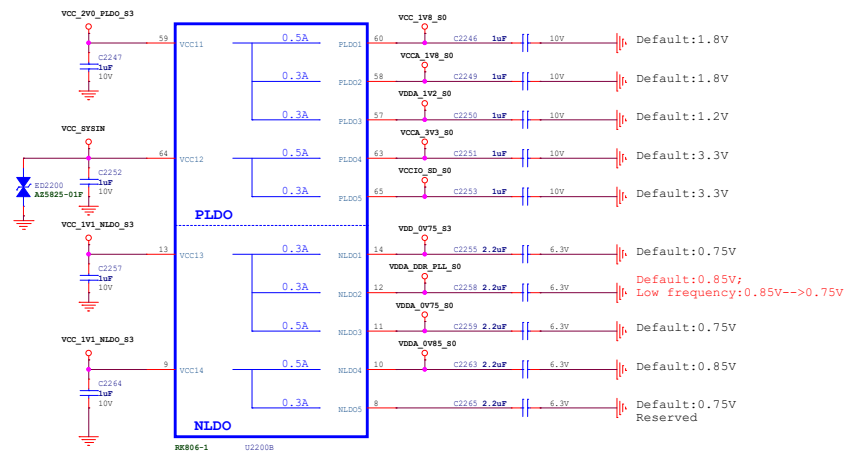 VCC_2V0_PLDO_S3
VCC_1V8_S0
59
VCC11
0.5A
PLDO1
60
C2246
1uF
10V
Default:1.8V
C2247
1uF
10V
VCCA_1V8_S0
0.3A
PLDO2
58
C2249
1uF
10V
Default:1.8V
VDDA_1V2_S0
0.3A
PLDO3
57
C2250
1uF
10V
Default:1.2V
VCC_SYSIN
VCCA_3V3_S0
64
VCC12
0.5A
PLDO4
63
C2251
1uF
10V
Default:3.3V
C2252
1uF
10V
ED2200
AZ5825-01F
VCCIO_SD_S0
0.3A
PLDO5
65
C2253
1uF
10V
Default:3.3V
PLDO
VCC_1V1_NLDO_S3
VDD_0V75_S3
13
VCC13
0.3A
NLDO1
14
C2255
2.2uF
6.3V
Default:0.75V
C2257
1uF
10V
VDDA_DDR_PLL_S0
0.3A
NLDO2
12
C2258
2.2uF
6.3V
Default:0.85V;
Low frequency:0.85V-->0.75V
VDDA_0V75_S0
0.5A
NLDO3
11
C2259
2.2uF
6.3V
Default:0.75V
VCC_1V1_NLDO_S3
VDDA_0V85_S0
9
VCC14
0.5A
NLDO4
10
C2263
2.2uF
6.3V
Default:0.85V
C2264
1uF
10V
0.3A
NLDO5
8
C2265
2.2uF
6.3V
Default:0.75V
Reserved
NLDO
RK806-1
U2200B